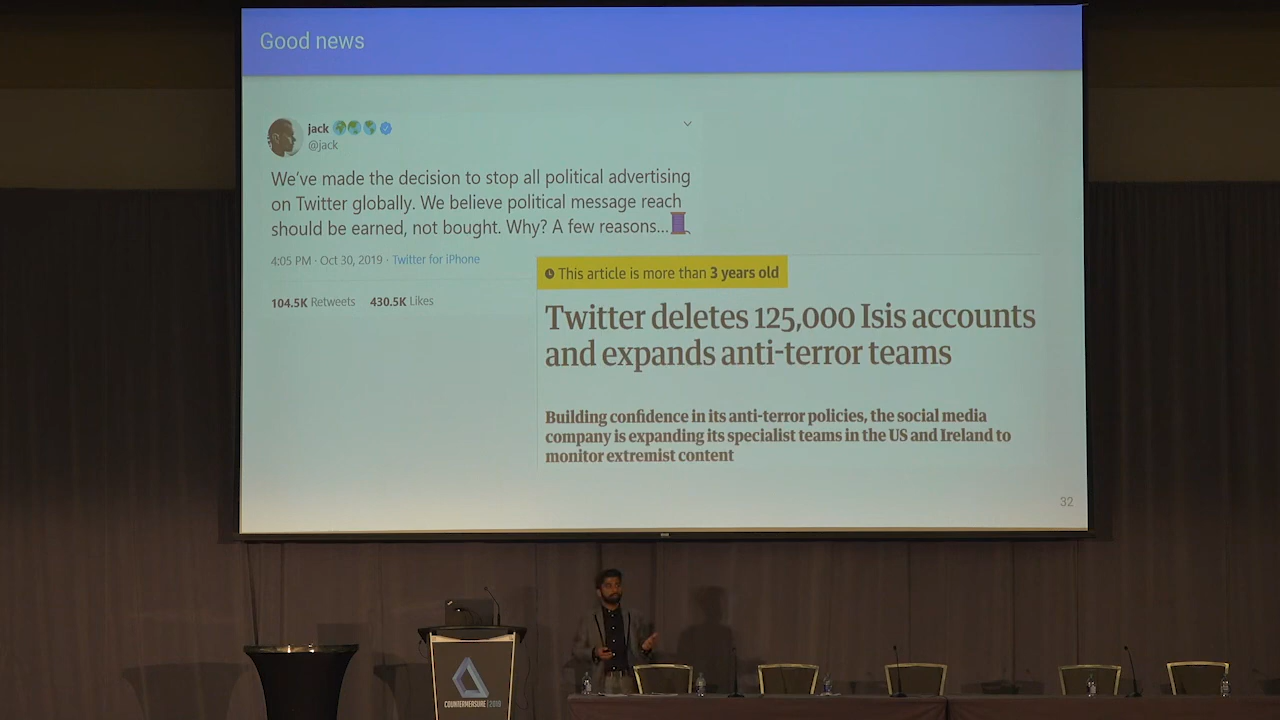 Good news
jack
@jack
We've made the decision to stop all political advertising
on Twitter globally. We believe political message reach
should be earned, not bought. Why? A few reasons...
4:05 PM · Oct 30, 2019 · Twitter for iPhone
104.5K Retweets 430.5K Likes
This article is more than 3 years old
Twitter deletes 125,000 Isis accounts
and expands anti-terror teams
Building confidence in its anti-terror policies, the social media
company is expanding its specialist teams in the US and Ireland to
monitor extremist content
32
COUNTERMEASURE | 2019